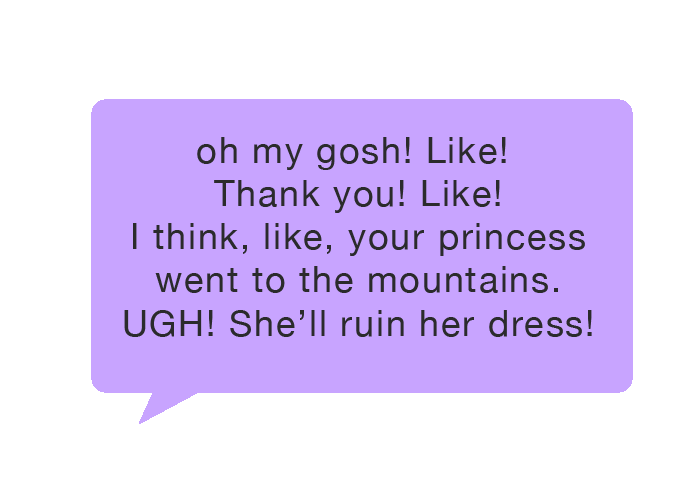 oh my gosh! Like!
Thank you! Like!
I think, like, your princess
went to the mountains.
UGH! She’ll ruin her dress!